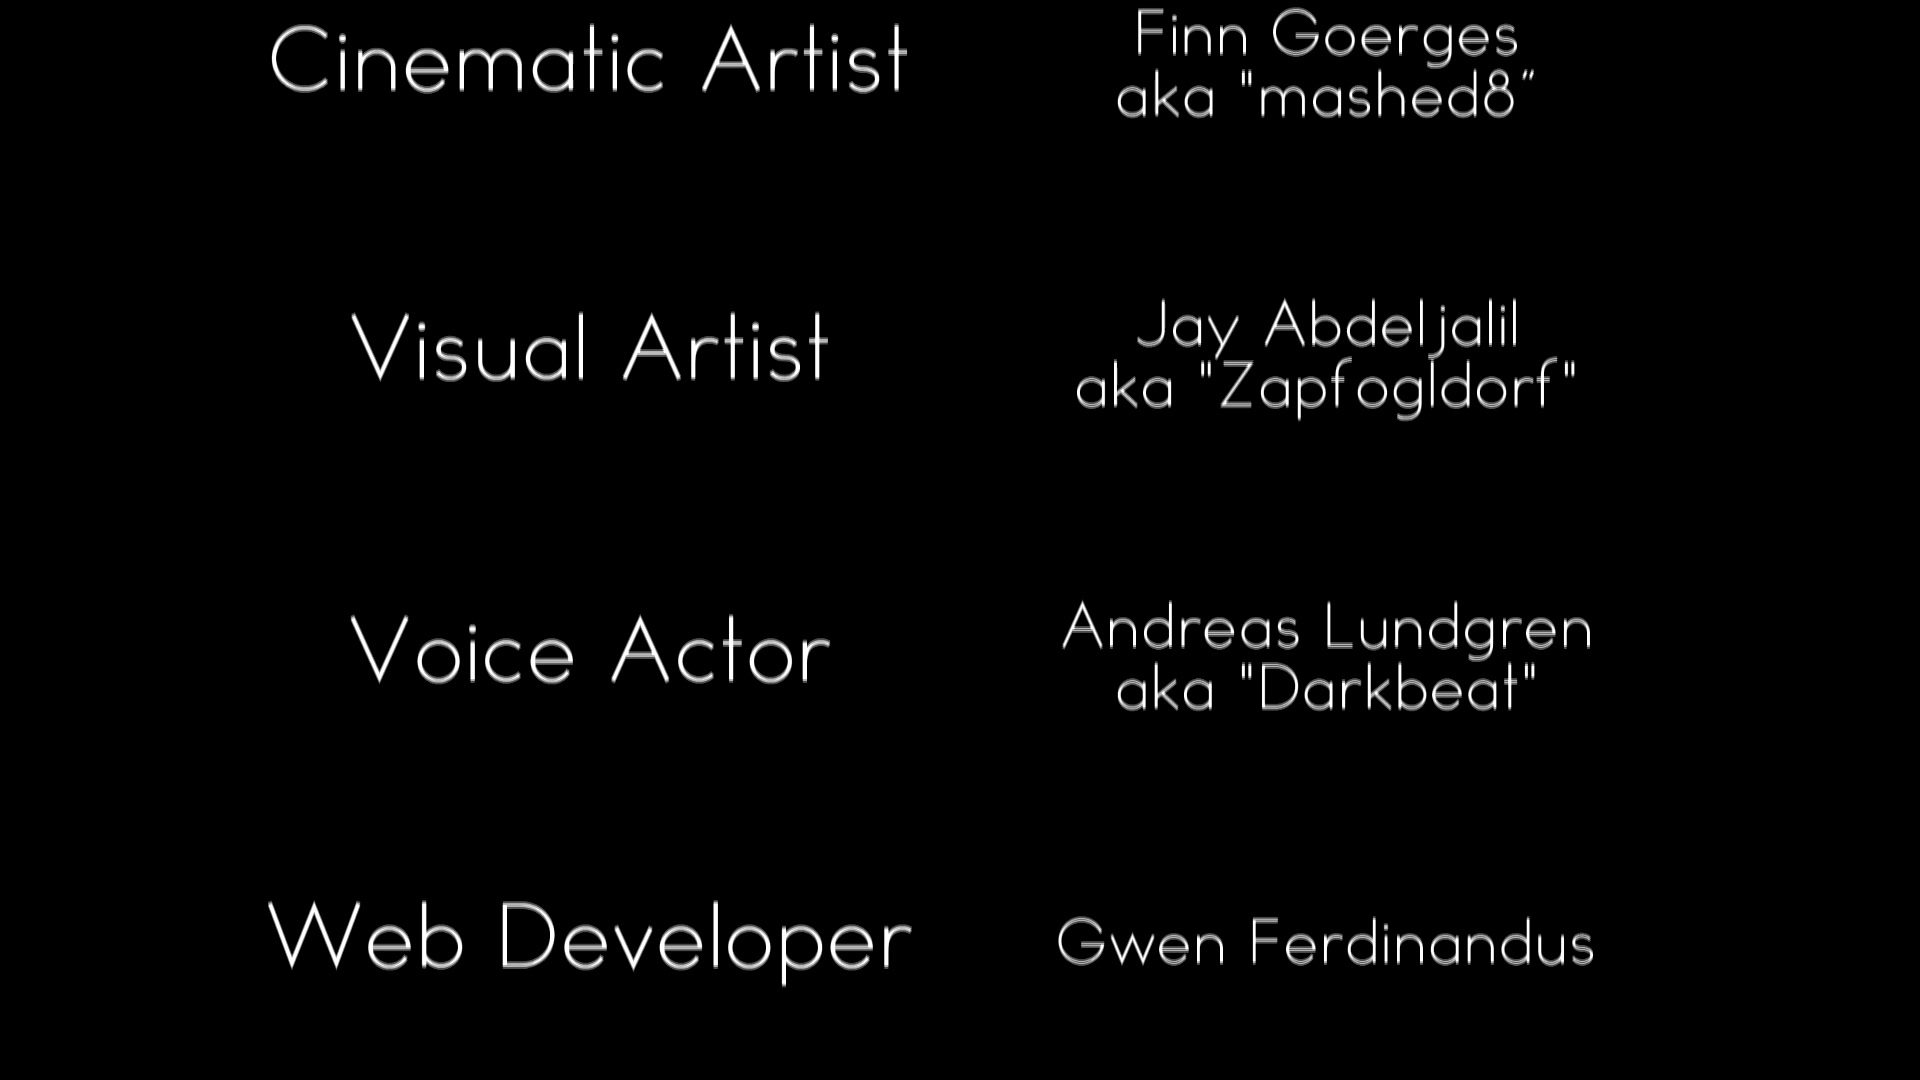 Cinematic Artist
Finn Goerges
aka "mashed8"
Visual Artist
Jay Abdeljalil
aka "Zapfogldorf"
Voice Actor
Andreas Lundgren
aka "Darkbeat"
Web Developer
Gwen Ferdinandus